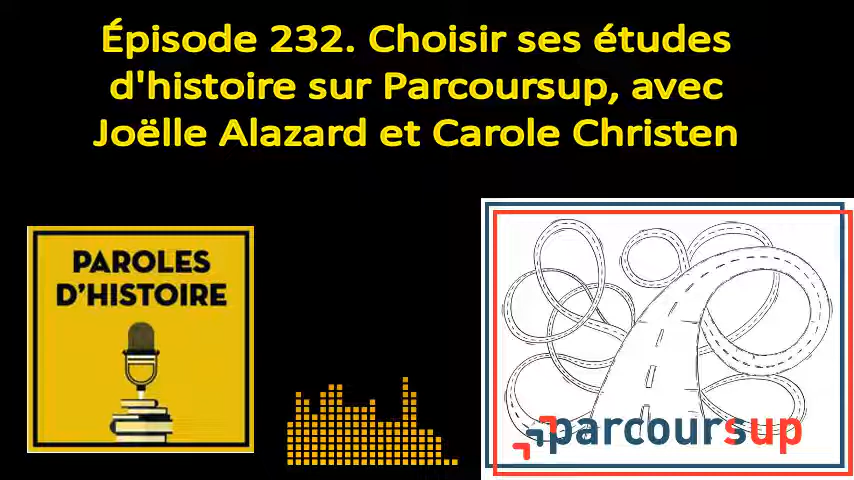 Épisode 232. Choisir ses études
d'histoire sur Parcoursup, avec
Joëlle Alazard et Carole Christen
PAROLES
D'HISTOIRE
parcoursup